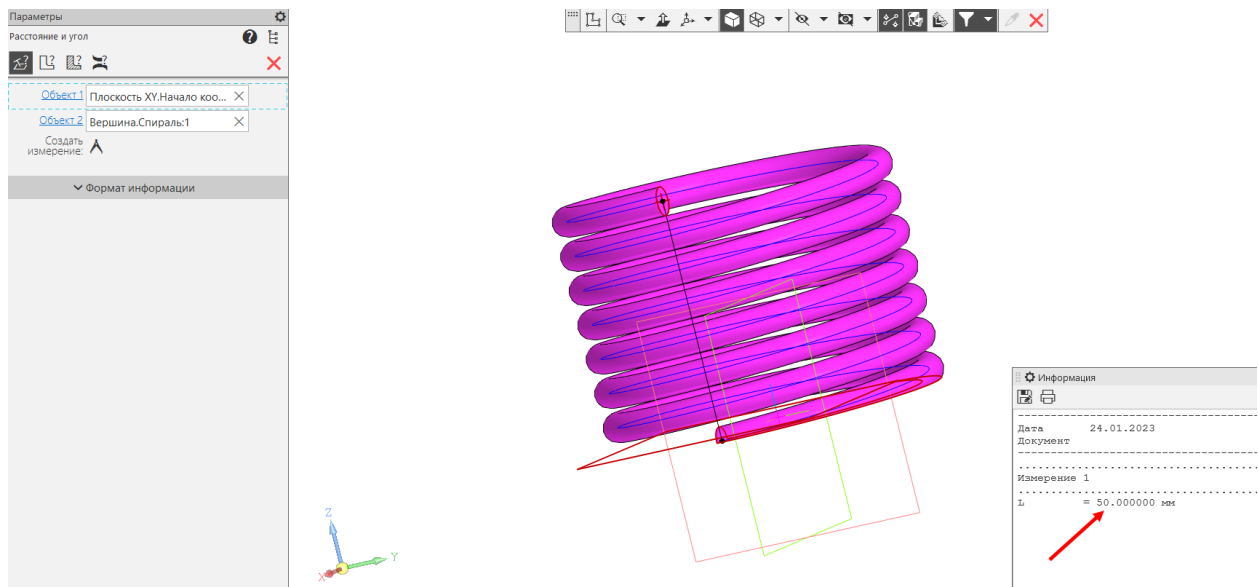 Параметры
Расстояние и угол
Объект 1 Плоскость XY.Начало коо...
Объект 2 Вершина.Спираль:1
Создать
измерение:
Формат информации
Z
Y
X
Информация
Дата 24.01.2023
Документ
Измерение 1
L = 50.000000 мм